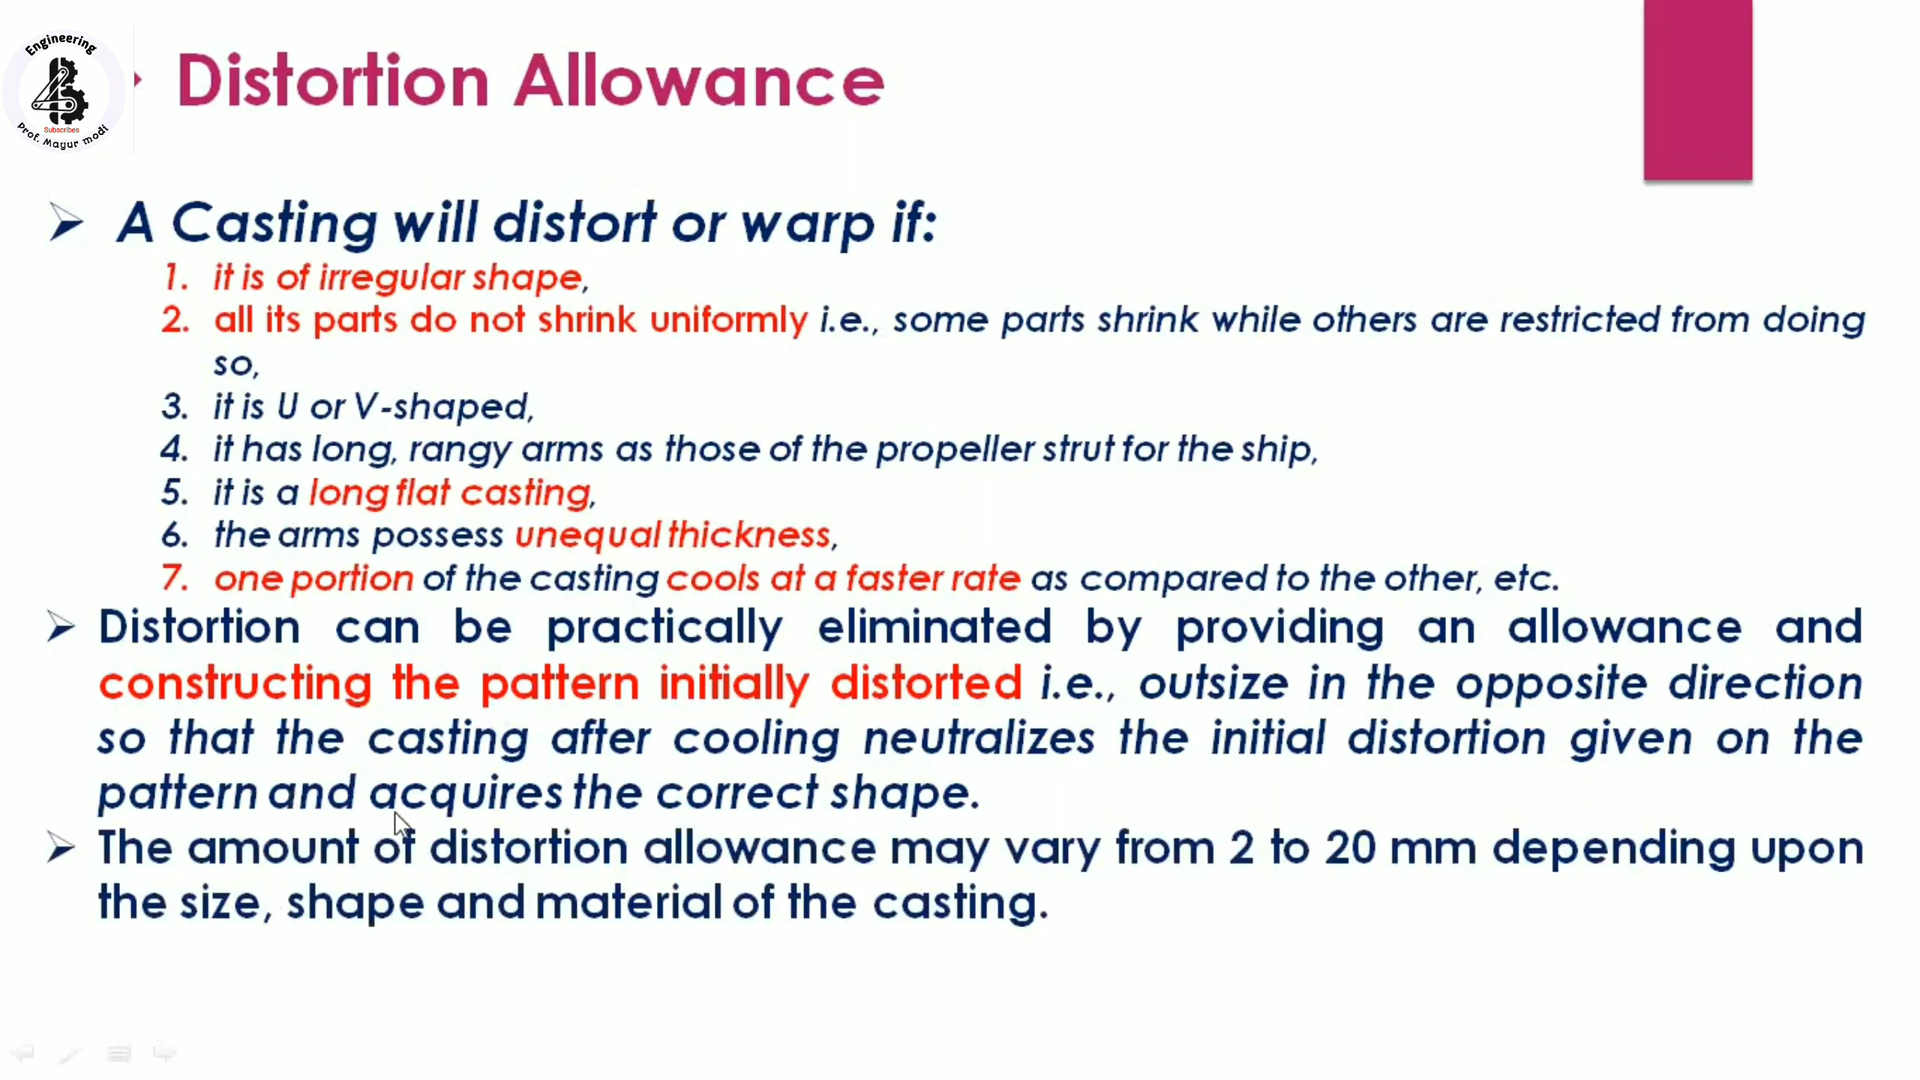 Engineering
Subscribes
Prof. Mayur modi
Distortion Allowance
➢ A Casting will distort or warp if:
1. it is of irregular shape,
2. all its parts do not shrink uniformly i.e., some parts shrink while others are restricted from doing
so,
3. it is U or V-shaped,
4. it has long, rangy arms as those of the propeller strut for the ship,
5. it is a long flat casting,
6. the arms possess unequal thickness,
7. one portion of the casting cools at a faster rate as compared to the other, etc.
➢ Distortion can be practically eliminated by providing an allowance and
constructing the pattern initially distorted i.e., outsize in the opposite direction
so that the casting after cooling neutralizes the initial distortion given on the
pattern and acquires the correct shape.
➢ The amount of distortion allowance may vary from 2 to 20 mm depending upon
the size, shape and material of the casting.